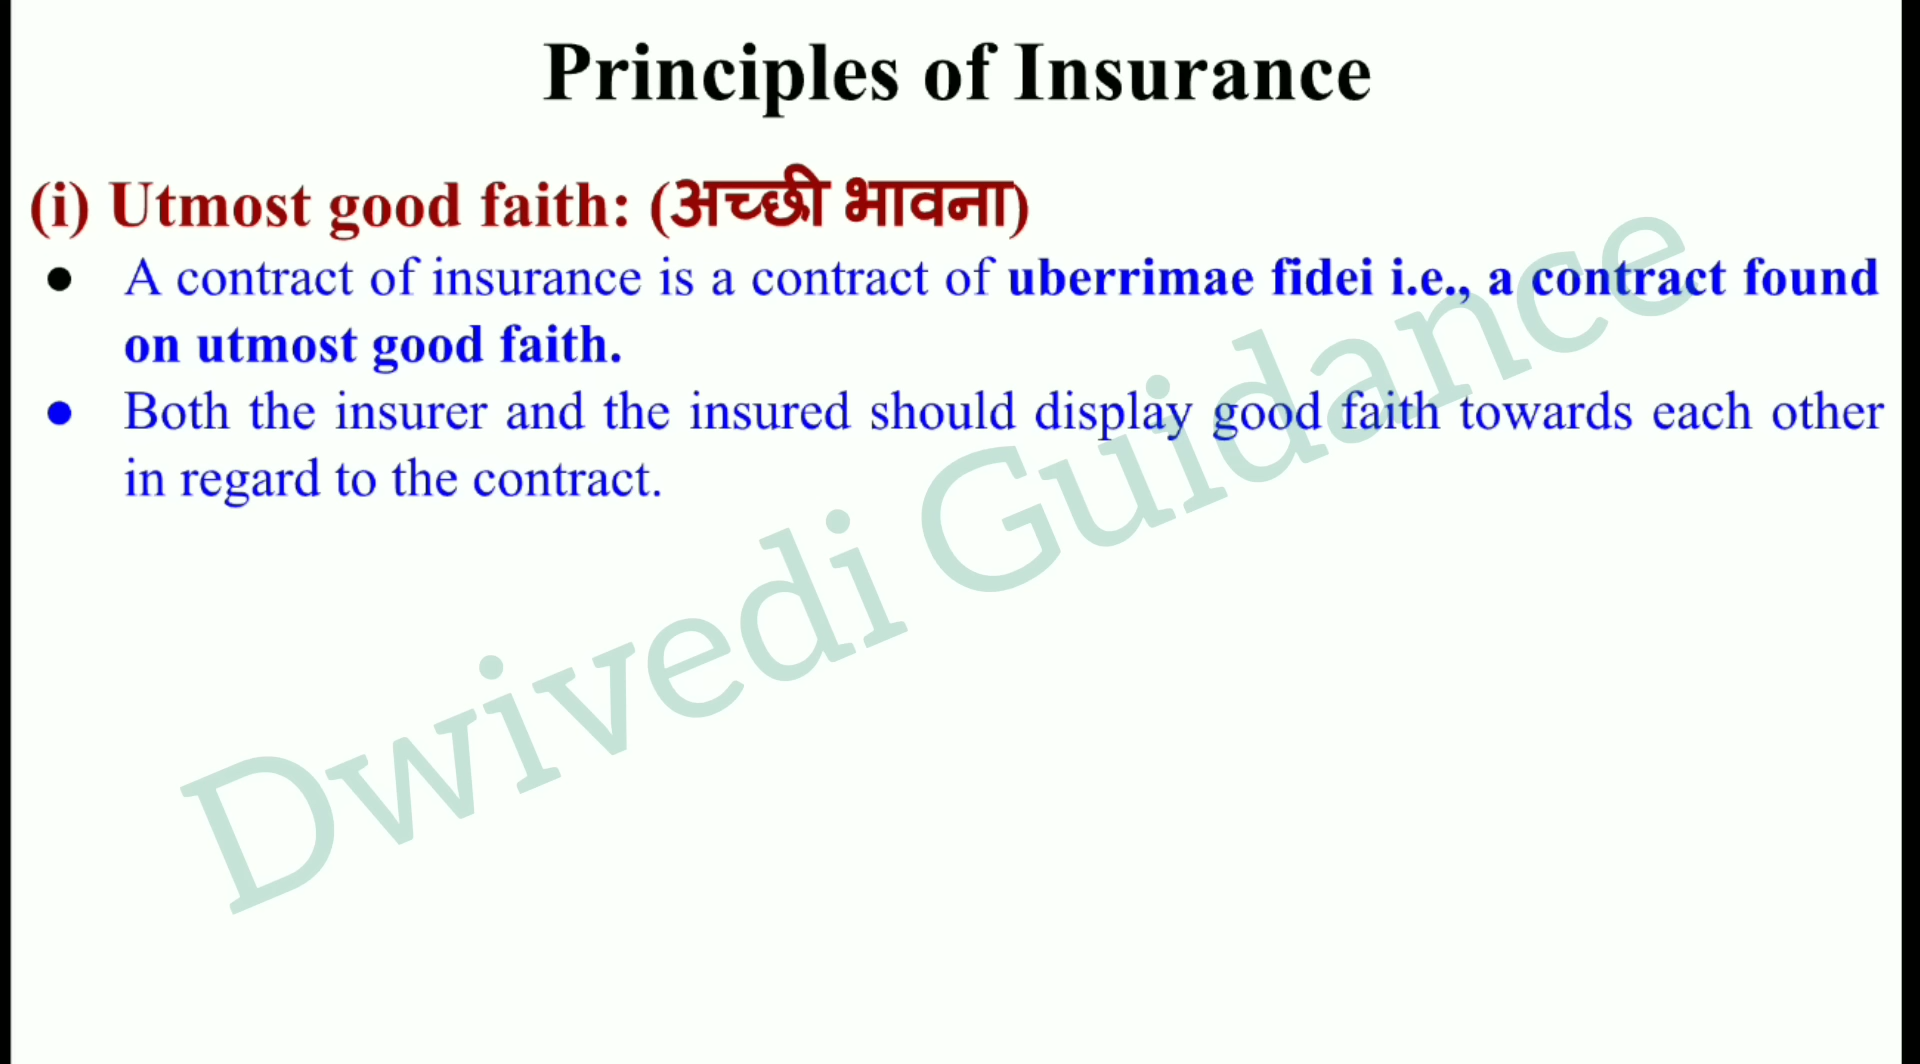 Principles of Insurance
(i) Utmost good faith: (अच्छी भावना)
● A contract of insurance is a contract of uberrimae fidei i.e., a contract found
on utmost good faith.
● Both the insurer and the insured should display good faith towards each other
in regard to the contract.
Dwivedi Guidance